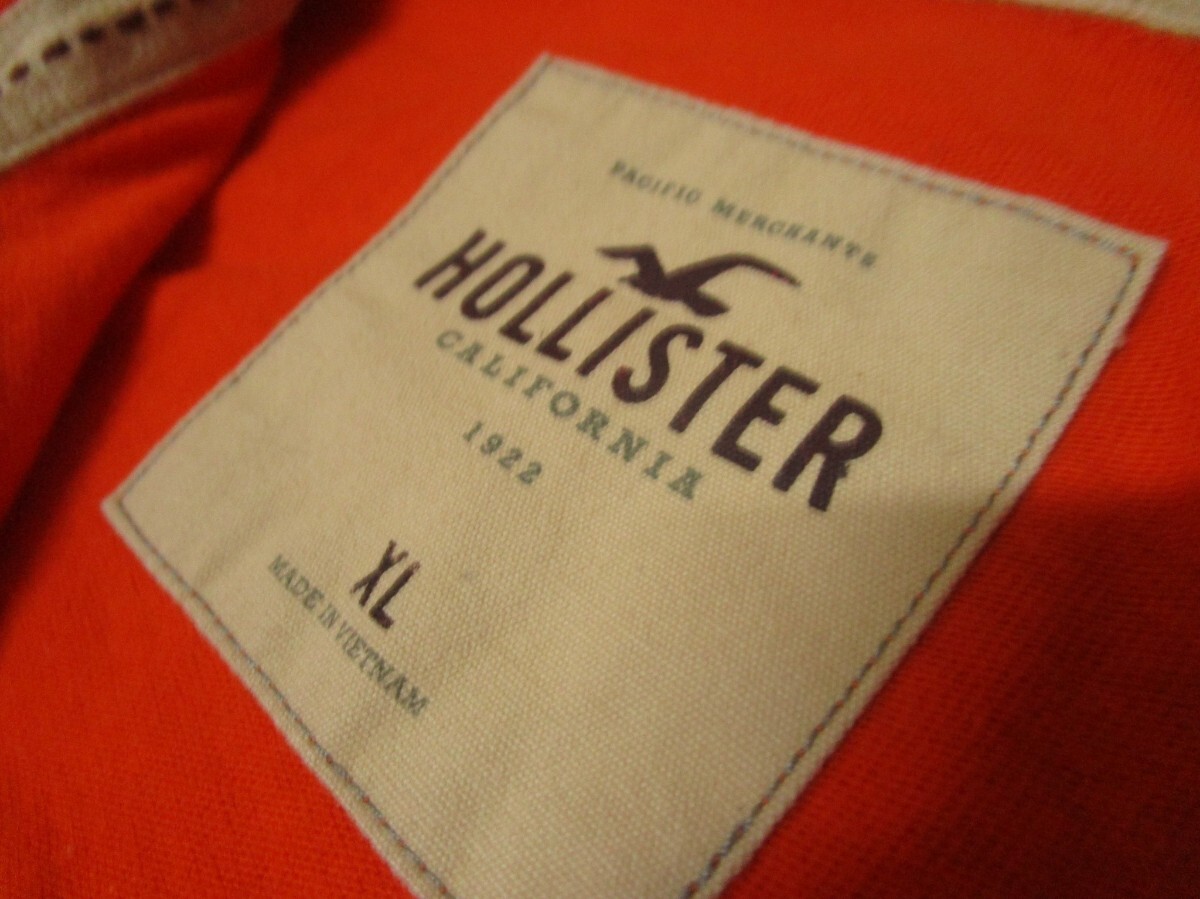 PACIFIC MERCHANTS
HOLLISTER
CALIFORNIA
1922
XL
MADE IN VIETNAM